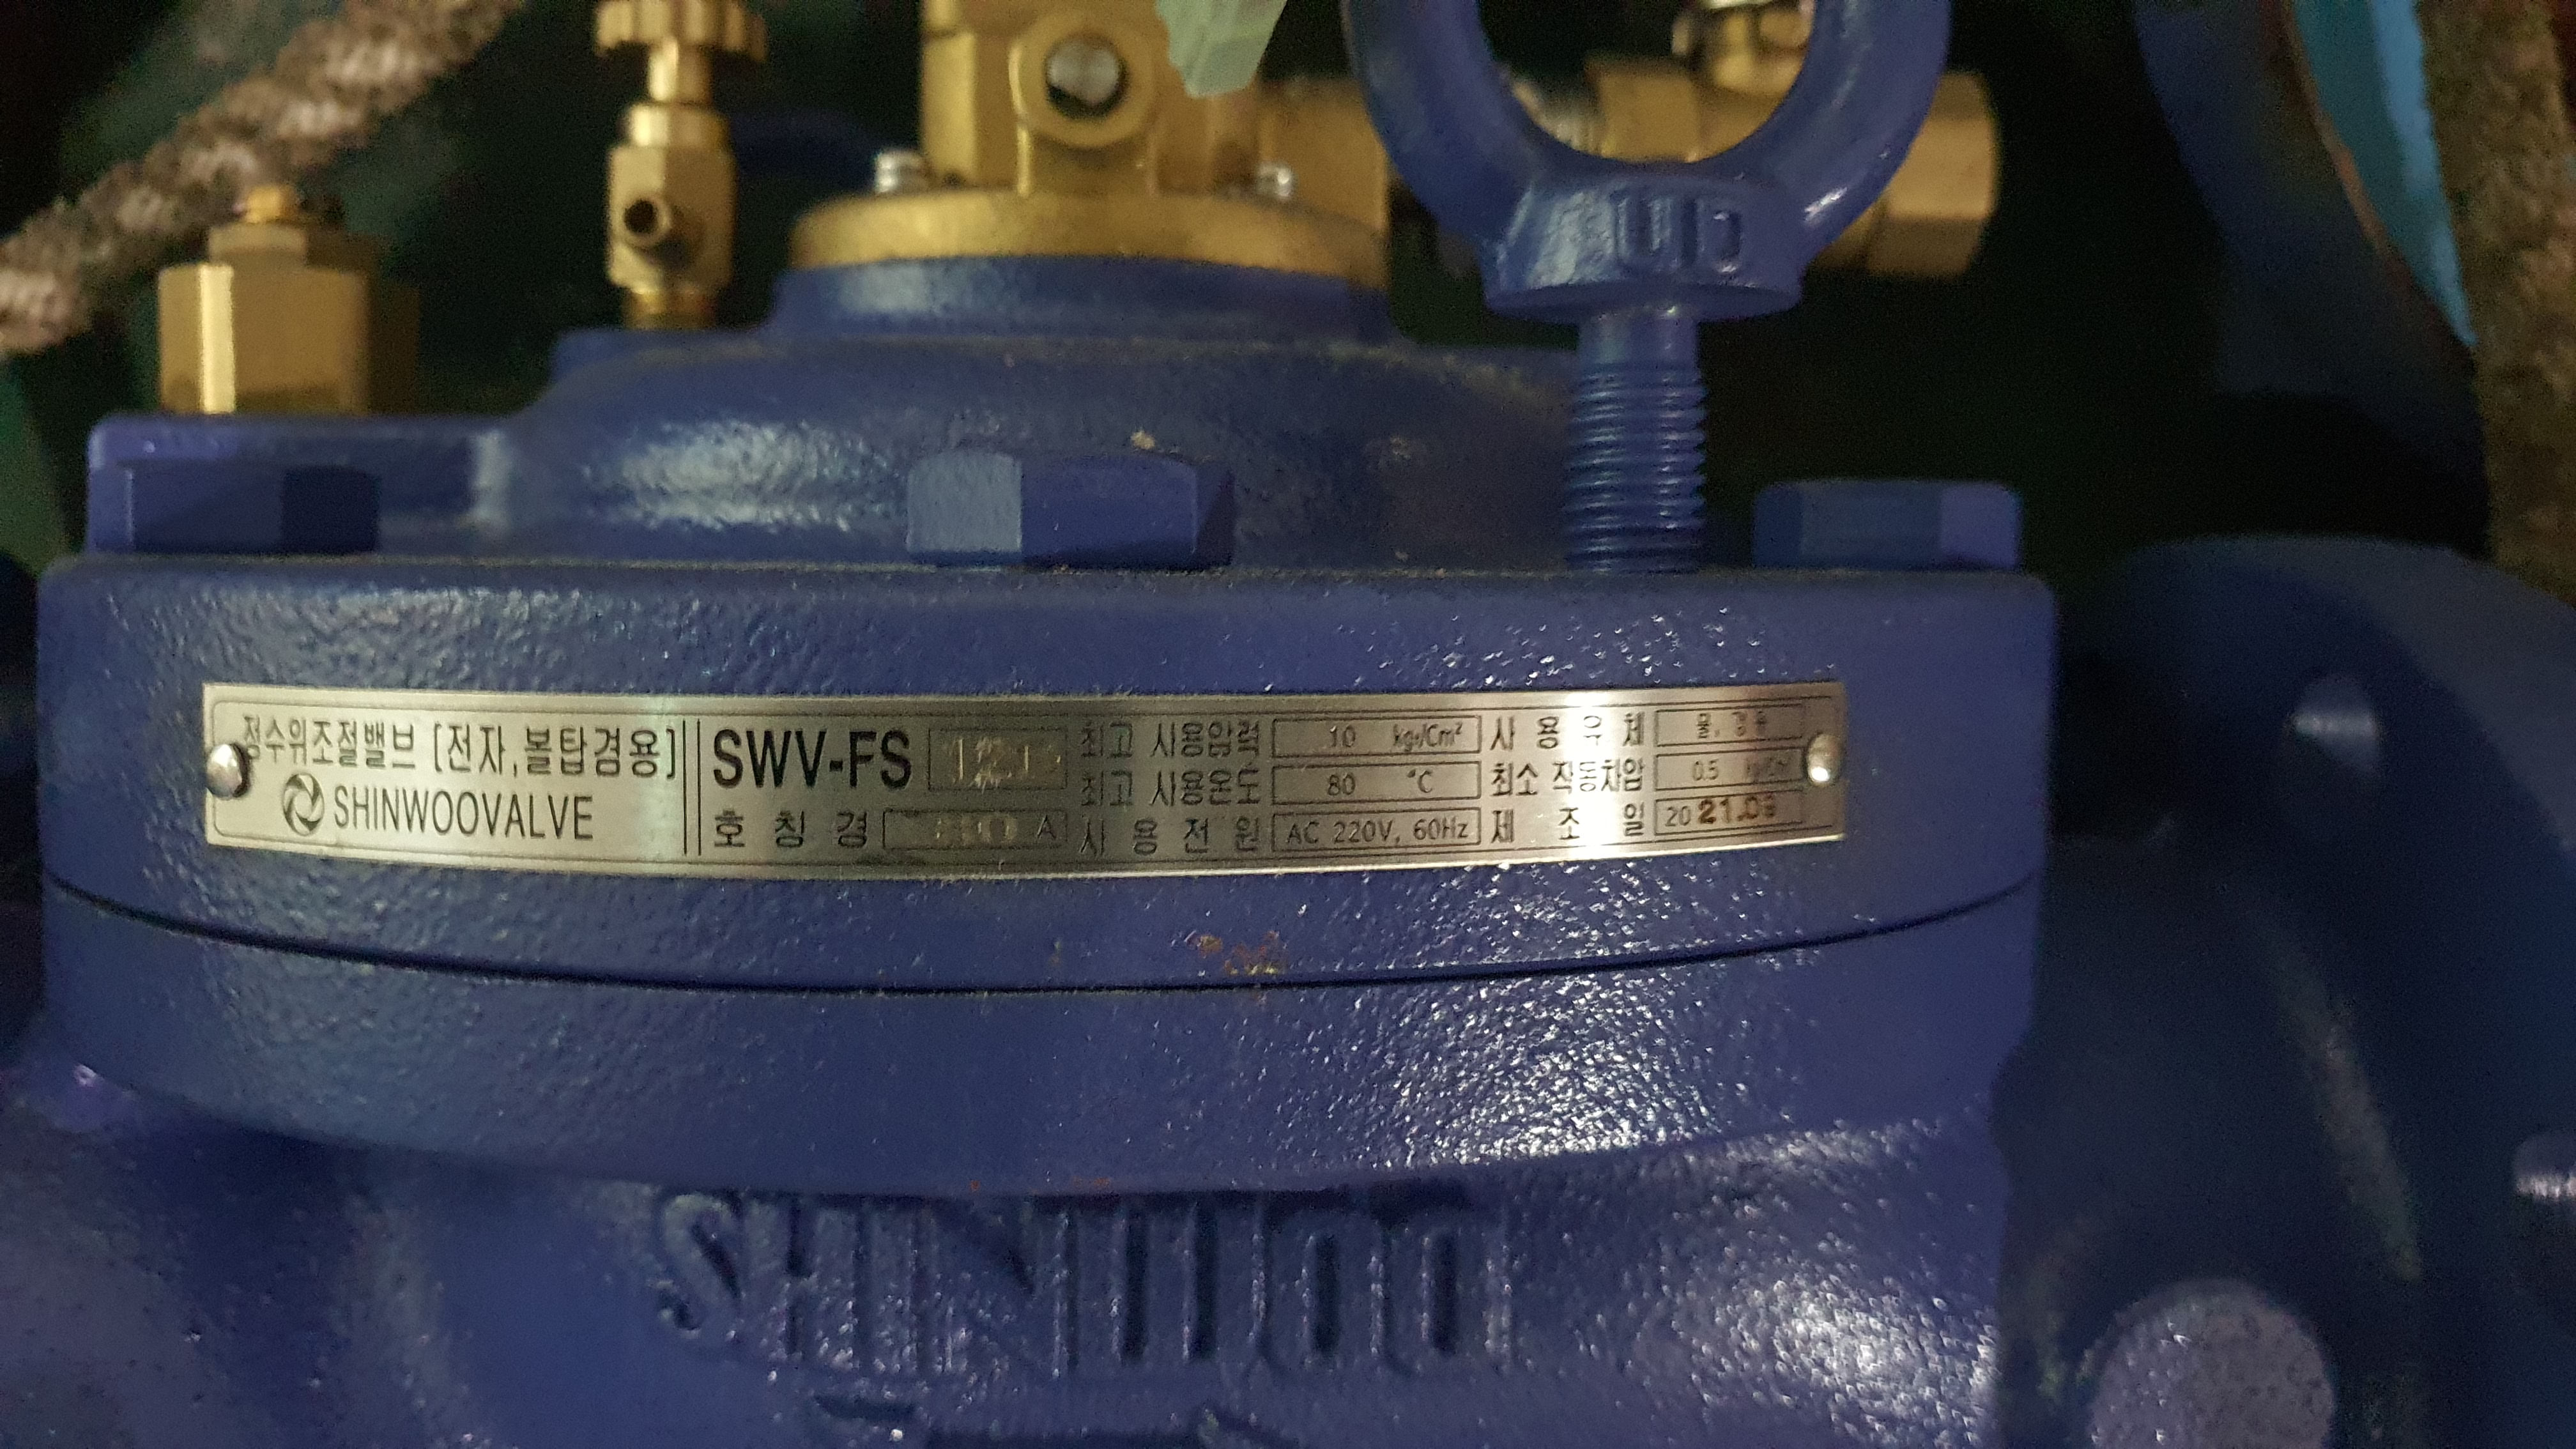 UD
정수위조절밸브 [전자,볼탑겸용]
SHINWOOVALVE
SWV-FS
호 칭 경 A
최고 사용압력 10 kgf/Cm²
최고 사용온도 80 °C
사 용 전 원 AC 220V, 60Hz
사 용 유 체 물,
최소 작동차압 0.5
제 조 일 2021.09
SHINWOO